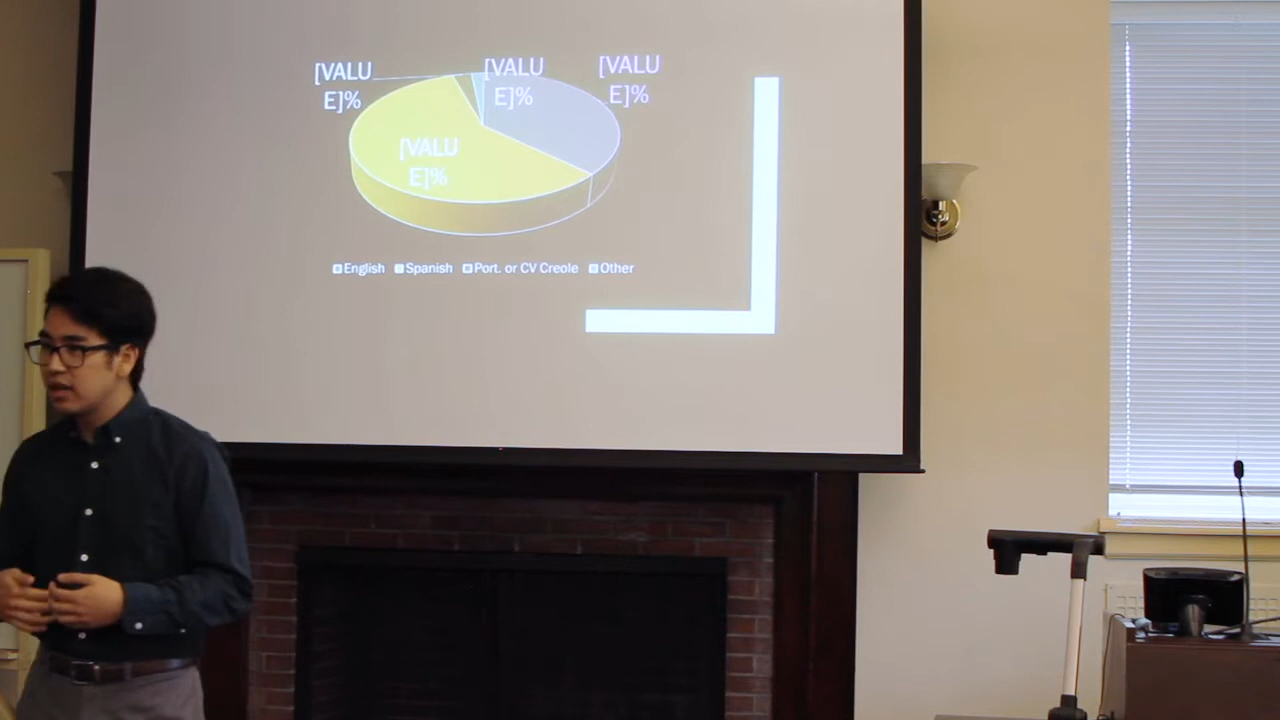 [VALU
E]%
[VALU
E]%
[VALU
E]%
[VALU
E]%
English Spanish Port. or CV Creole Other